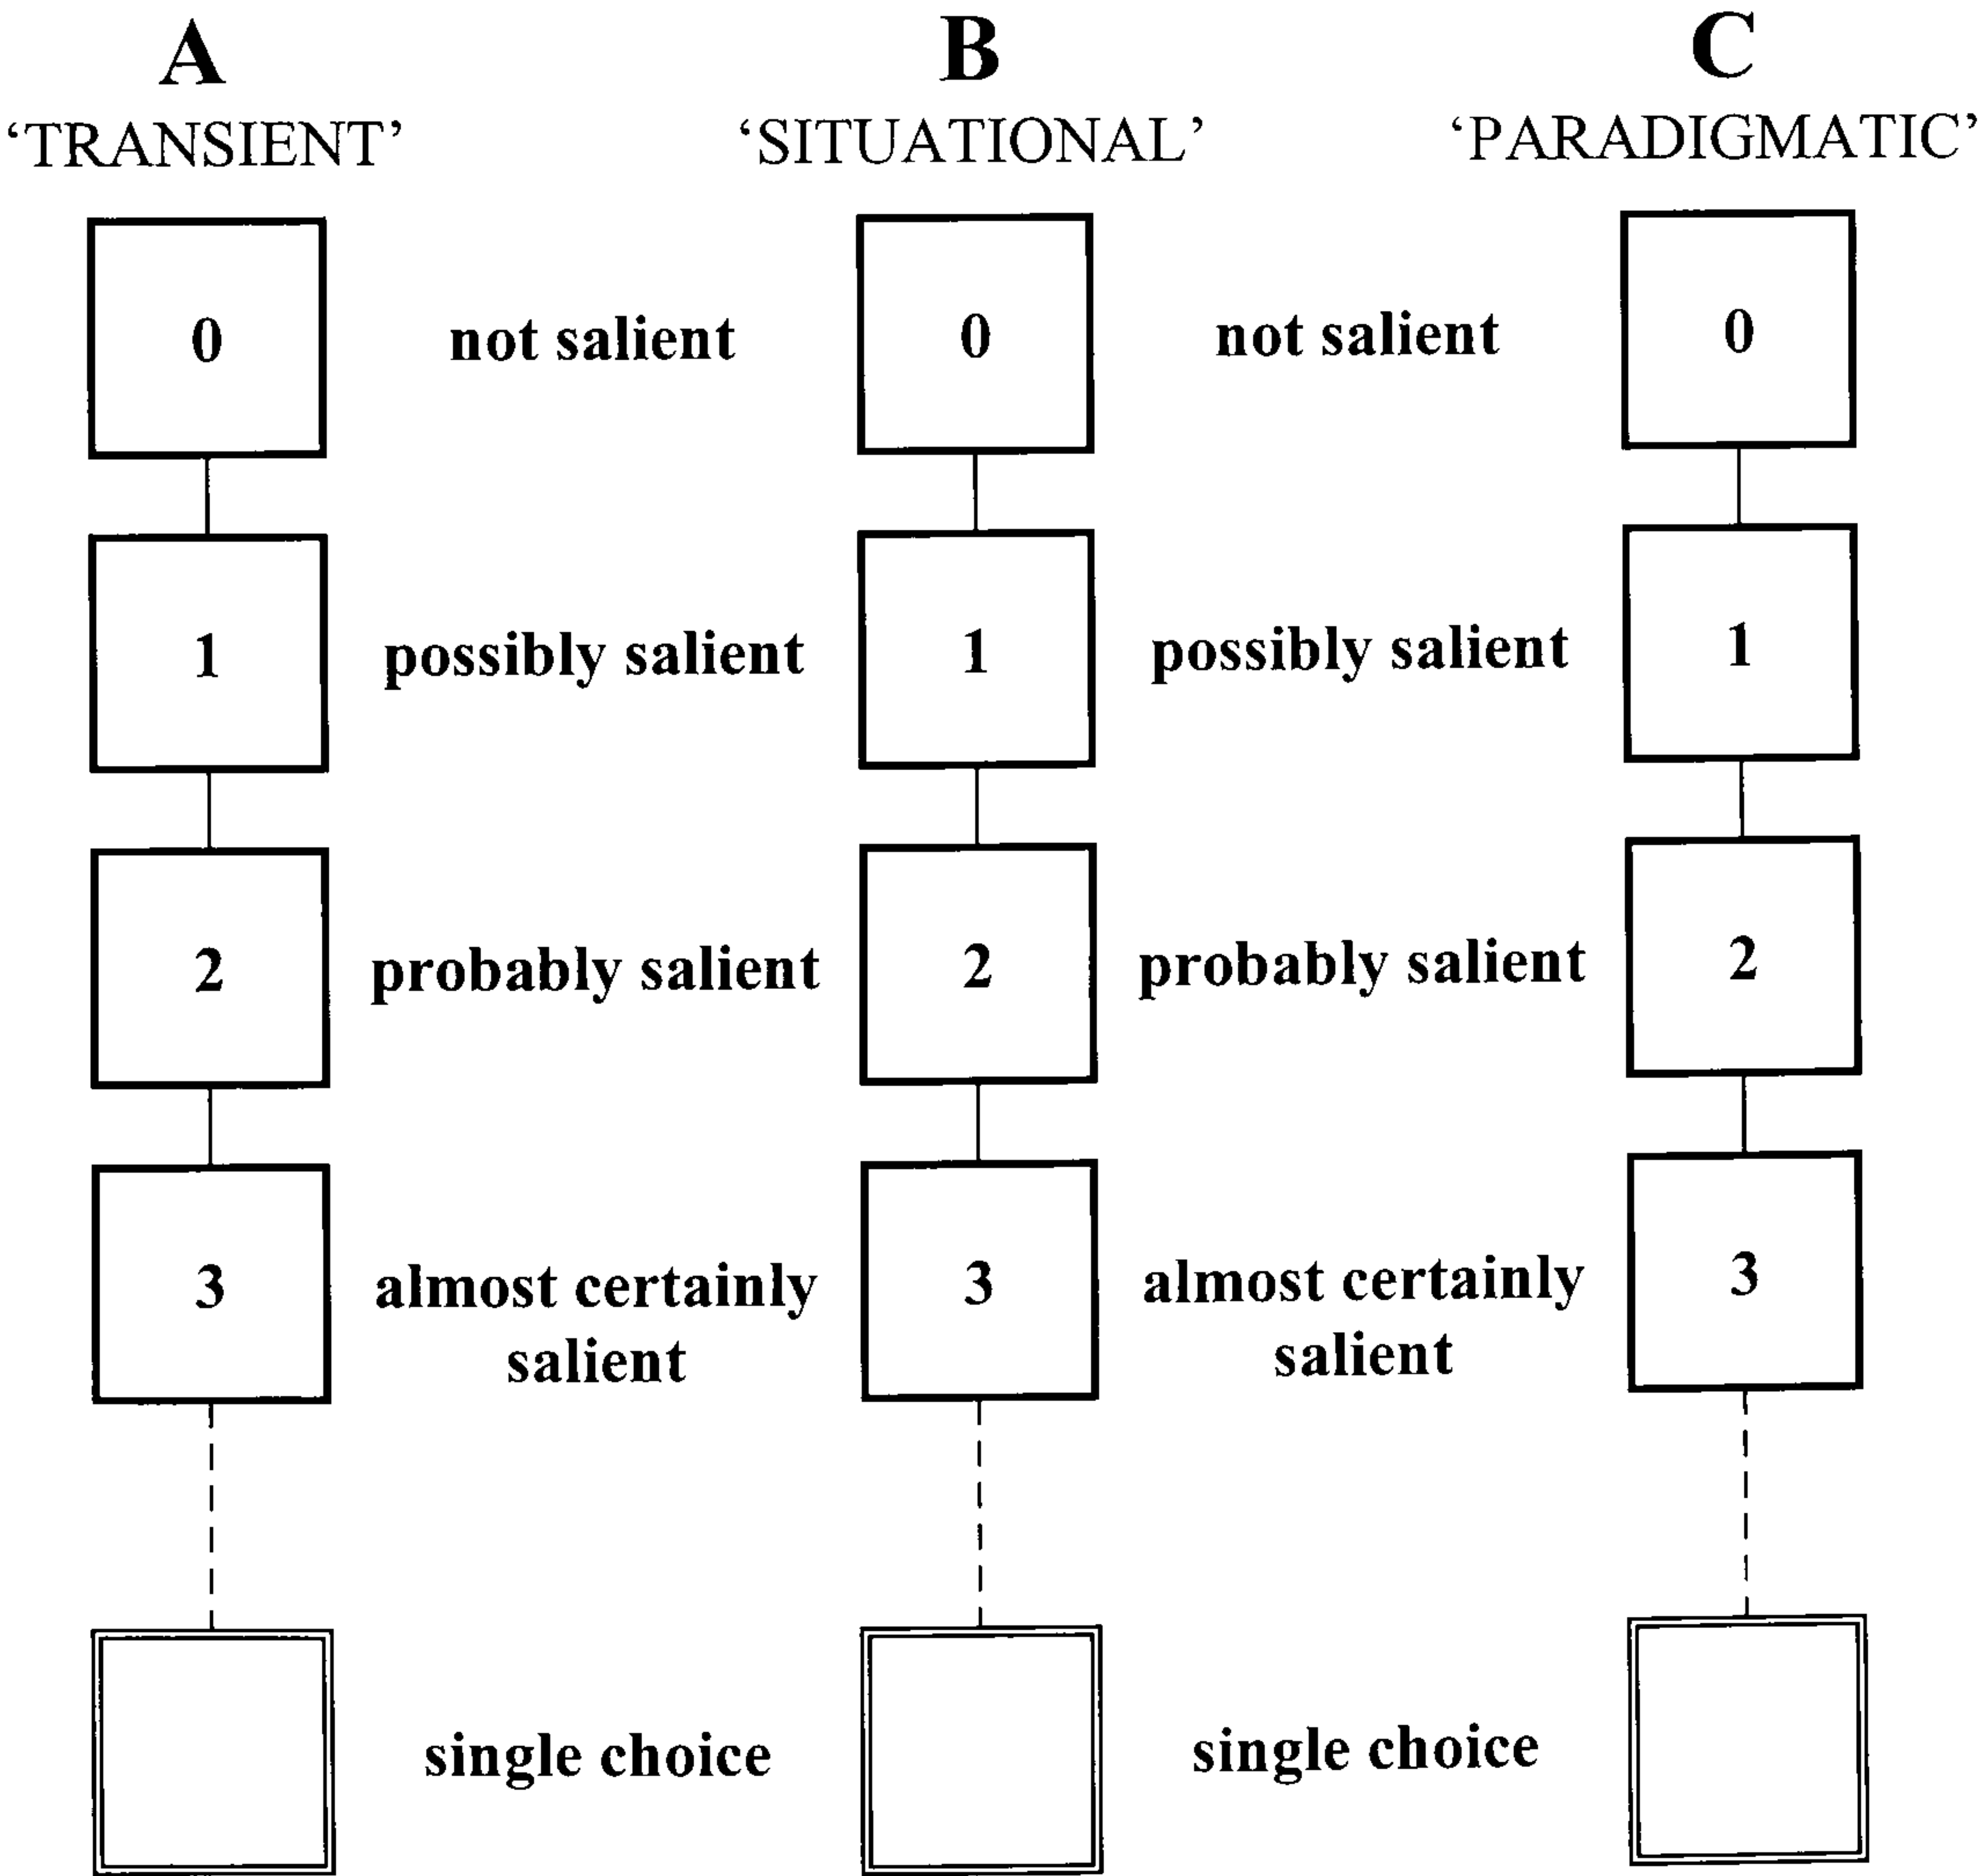 A B C
‘TRANSIENT’ ‘SITUATIONAL’ ‘PARADIGMATIC’
0 not salient 0 not salient 0
1 possibly salient 1 possibly salient 1
2 probably salient 2 probably salient 2
3 almost certainly 3 almost certainly 3
salient salient
single choice single choice